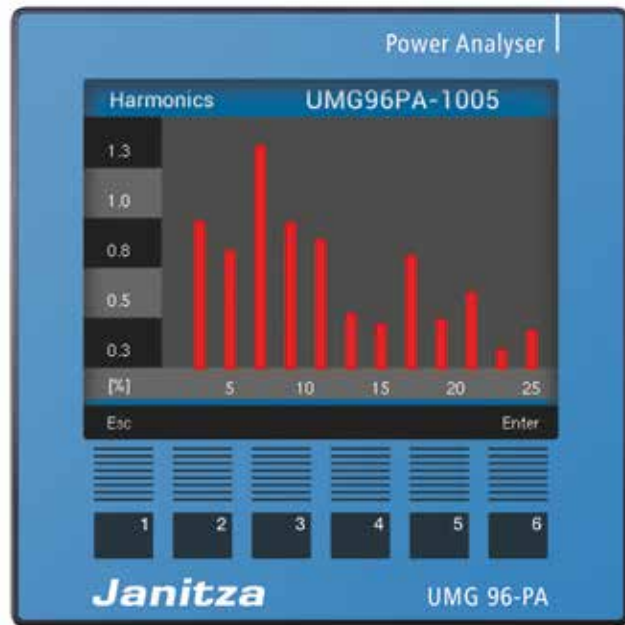 Power Analyser
Harmonics UMG96PA-1005
1.3
1.0
0.8
0.5
0.3
[%] 5 10 15 20 25
Esc Enter
1 2 3 4 5 6
Janitza UMG 96-PA